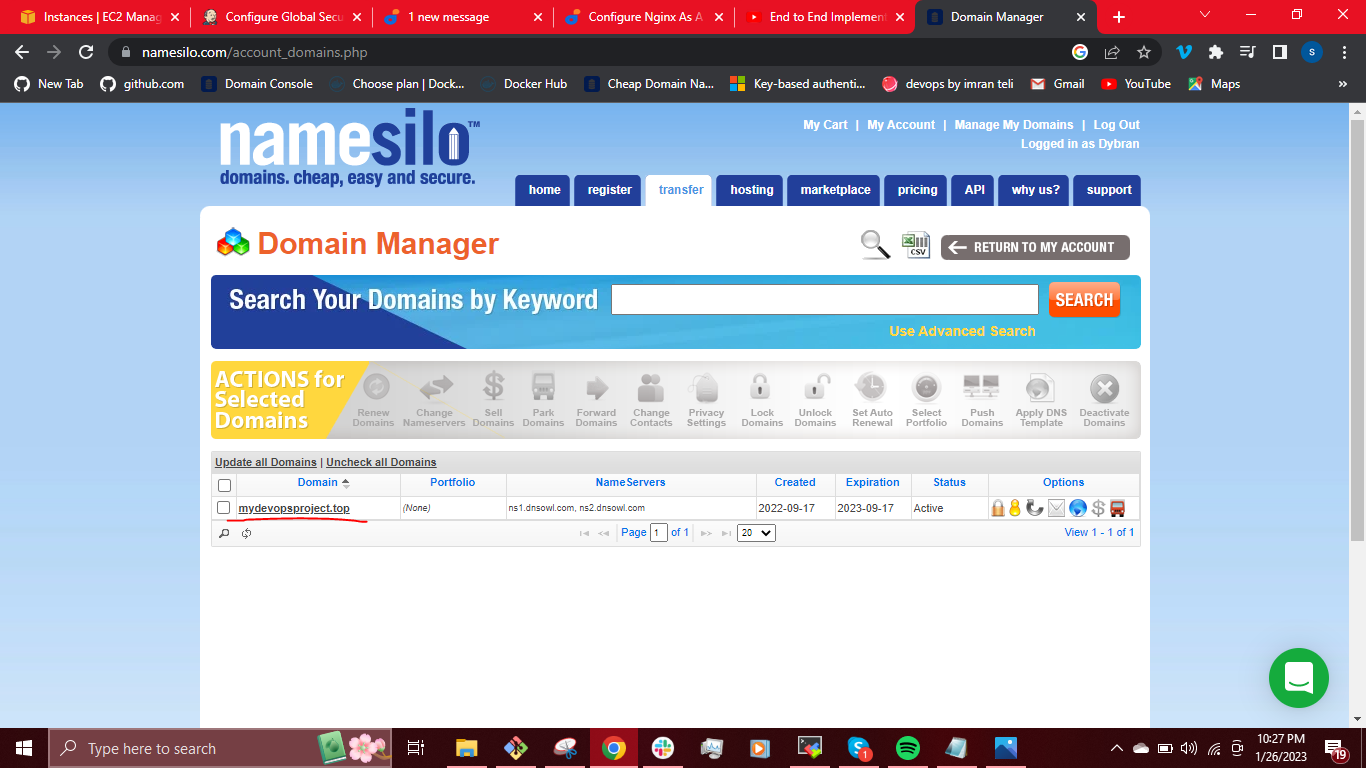 Instances | EC2 Manag
Configure Global Secu
1 new message
Configure Nginx As A
End to End Implement
Domain Manager
namesilo.com/account_domains.php
S
New Tab
github.com
Domain Console
Choose plan | Dock...
Docker Hub
Cheap Domain Na...
Key-based authenti...
devops by imran teli
Gmail
YouTube
Maps
»
namesilo™
domains. cheap, easy and secure.
My Cart | My Account | Manage My Domains | Log Out
Logged in as Dybran
home register transfer hosting marketplace pricing API why us? support
Domain Manager
CSV
RETURN TO MY ACCOUNT
Search Your Domains by Keyword
SEARCH
Use Advanced Search
ACTIONS for
Selected
Domains
Renew Domains
Change Nameservers
Sell Domains
Park Domains
Forward Domains
Change Contacts
Privacy Settings
Lock Domains
Unlock Domains
Set Auto Renewal
Select Portfolio
Push Domains
Apply DNS Template
Deactivate Domains
Update all Domains | Uncheck all Domains
Domain Portfolio NameServers Created Expiration Status Options
mydevopsproject.top (None) ns1.dnsowl.com, ns2.dnsowl.com 2022-09-17 2023-09-17 Active
Page 1 of 1 20 View 1 - 1 of 1
Type here to search
1
10:27 PM
1/26/2023
19